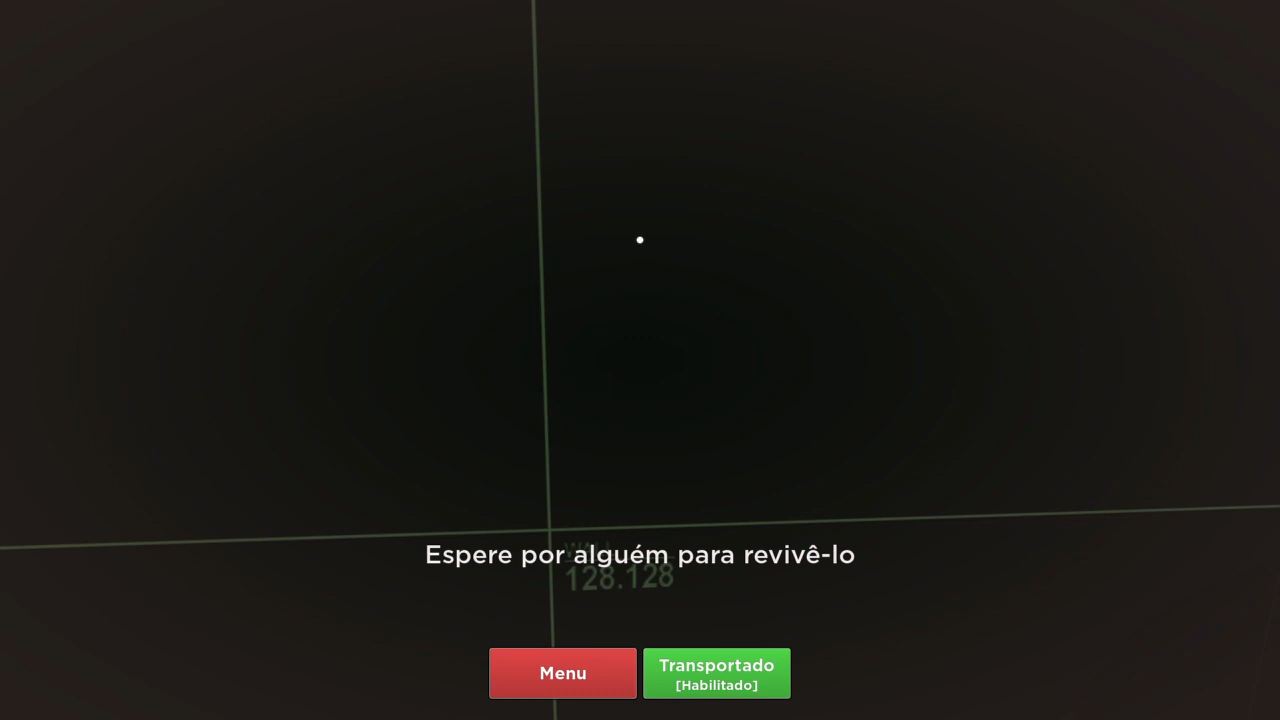 Espere por alguém para revivê-lo
128.128
Menu
Transportado
[Habilitado]